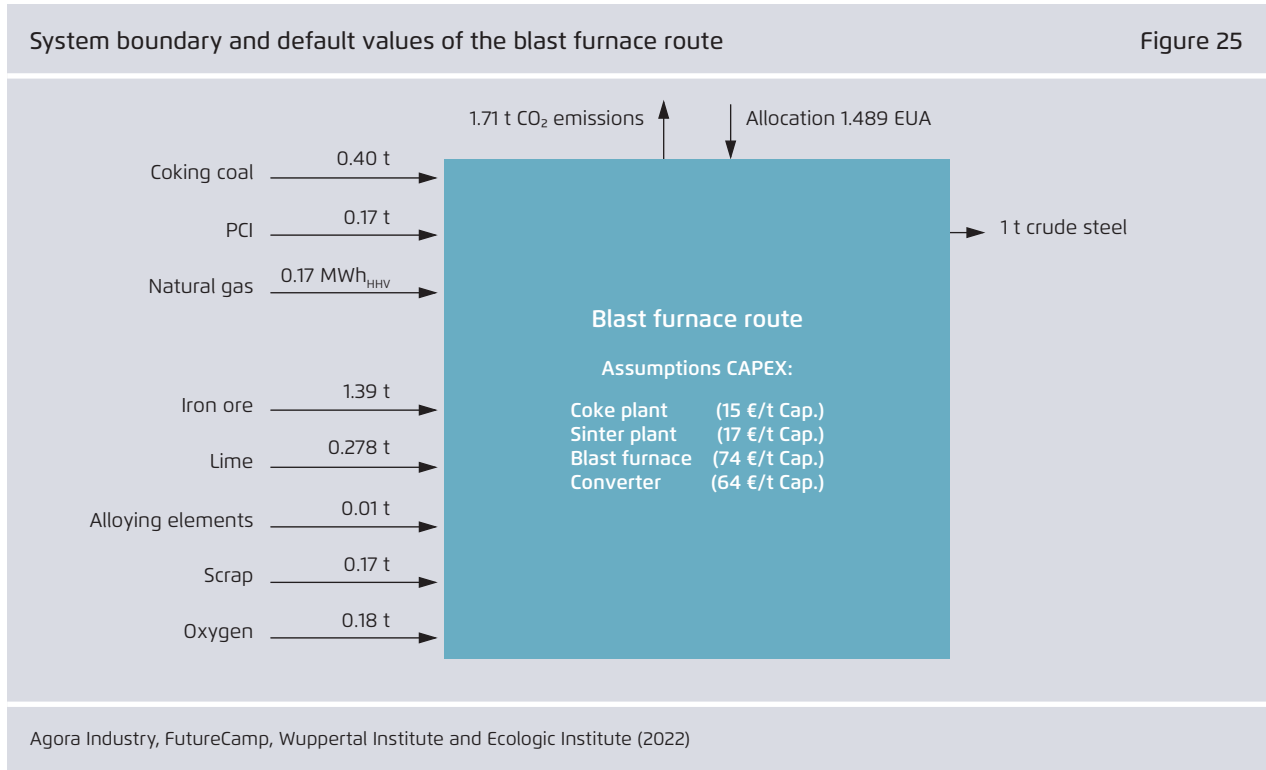 System boundary and default values of the blast furnace route
Figure 25
1.71 t CO₂ emissions
Allocation 1.489 EUA
Coking coal
0.40 t
PCI
0.17 t
Natural gas
0.17 MWh_HHV
Iron ore
1.39 t
Lime
0.278 t
Alloying elements
0.01 t
Scrap
0.17 t
Oxygen
0.18 t
Blast furnace route
Assumptions CAPEX:
Coke plant (15 €/t Cap.)
Sinter plant (17 €/t Cap.)
Blast furnace (74 €/t Cap.)
Converter (64 €/t Cap.)
1 t crude steel
Agora Industry, FutureCamp, Wuppertal Institute and Ecologic Institute (2022)